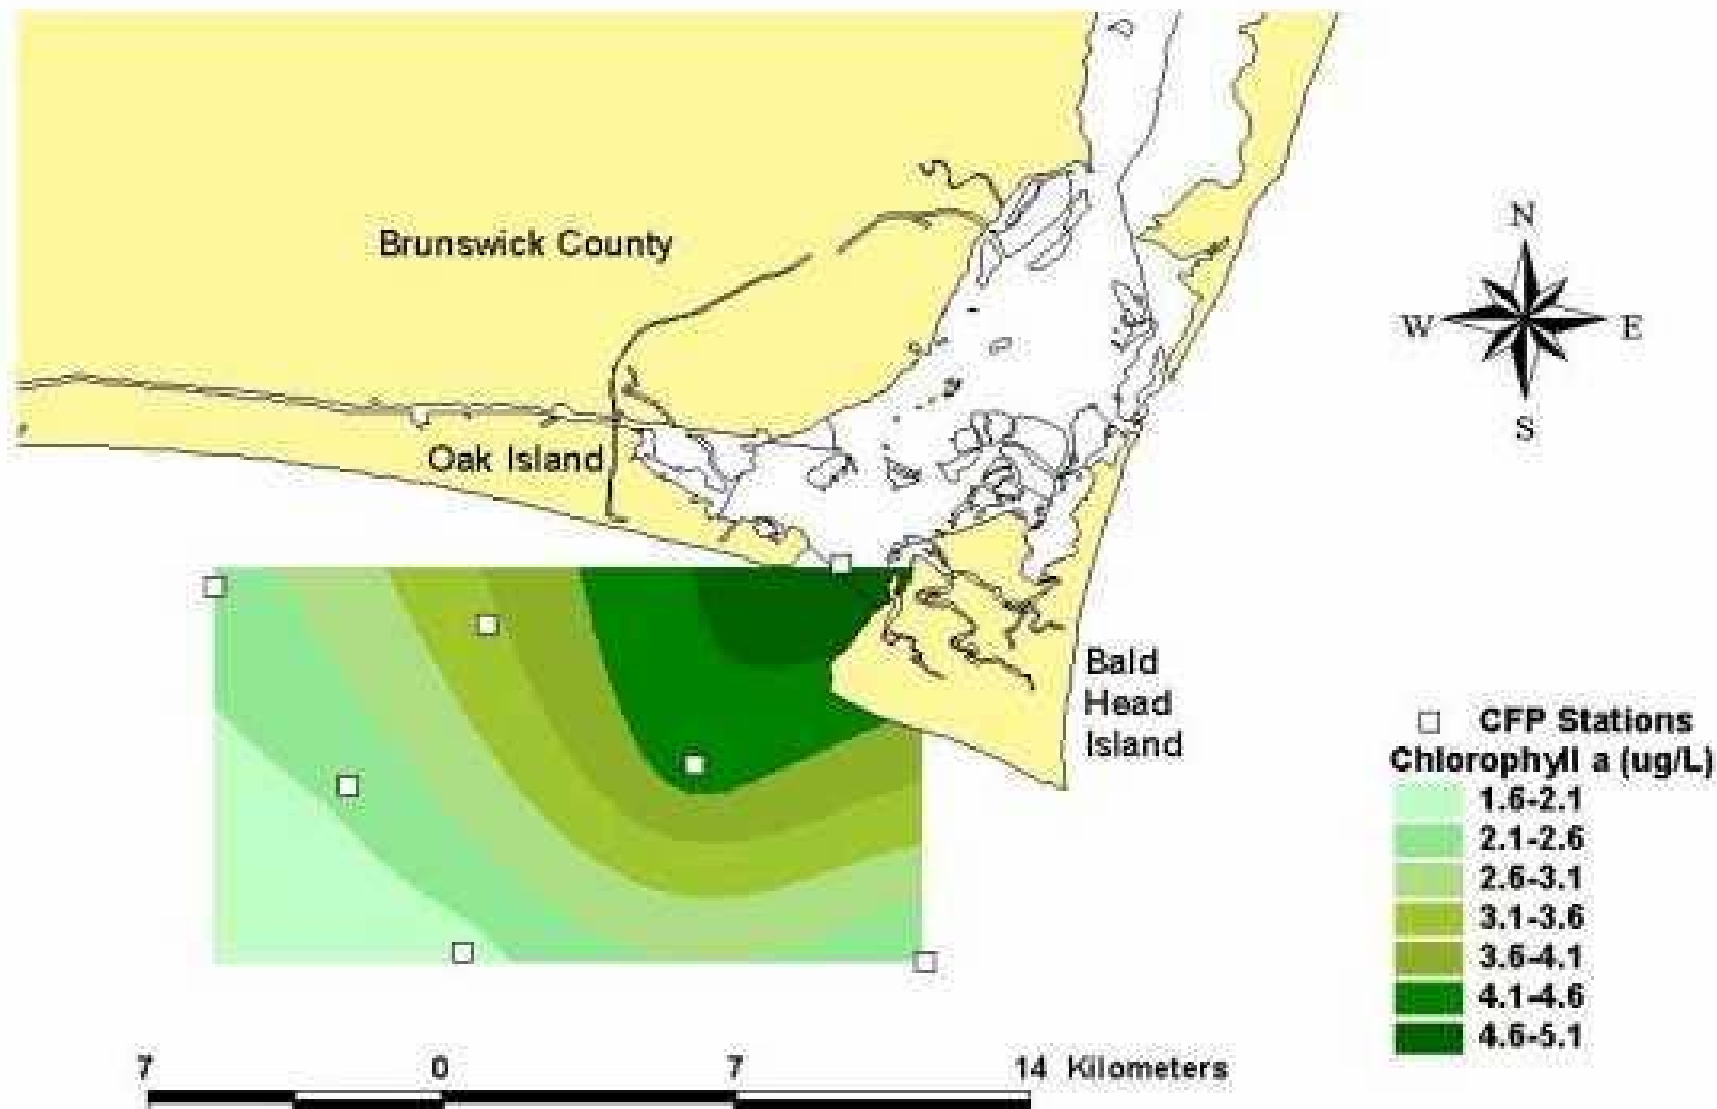 Brunswick County
Oak Island
Bald
Head
Island
N
W
E
S
CFP Stations
Chlorophyll a (ug/L)
1.6-2.1
2.1-2.6
2.6-3.1
3.1-3.6
3.6-4.1
4.1-4.6
4.6-5.1
7 0 7 14 Kilometers